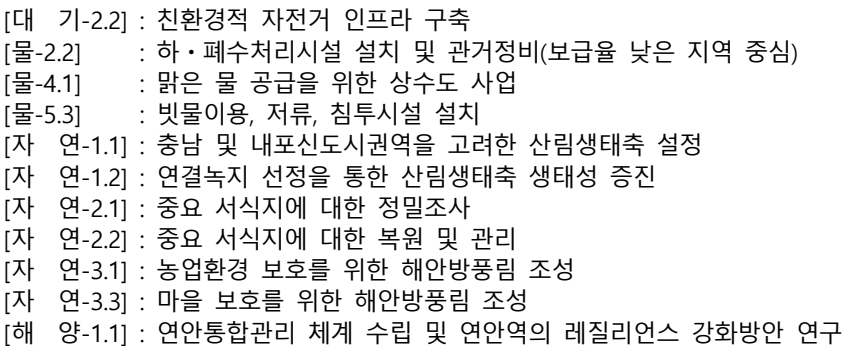 [대   기-2.2] : 친환경적 자전거 인프라 구축
[물-2.2]      : 하・폐수처리시설 설치 및 관거정비(보급율 낮은 지역 중심)
[물-4.1]      : 맑은 물 공급을 위한 상수도 사업
[물-5.3]      : 빗물이용, 저류, 침투시설 설치
[자   연-1.1] : 충남 및 내포신도시권역을 고려한 산림생태축 설정
[자   연-1.2] : 연결녹지 선정을 통한 산림생태축 생태성 증진
[자   연-2.1] : 중요 서식지에 대한 정밀조사
[자   연-2.2] : 중요 서식지에 대한 복원 및 관리
[자   연-3.1] : 농업환경 보호를 위한 해안방풍림 조성
[자   연-3.3] : 마을 보호를 위한 해안방풍림 조성
[해   양-1.1] : 연안통합관리 체계 수립 및 연안역의 레질리언스 강화방안 연구